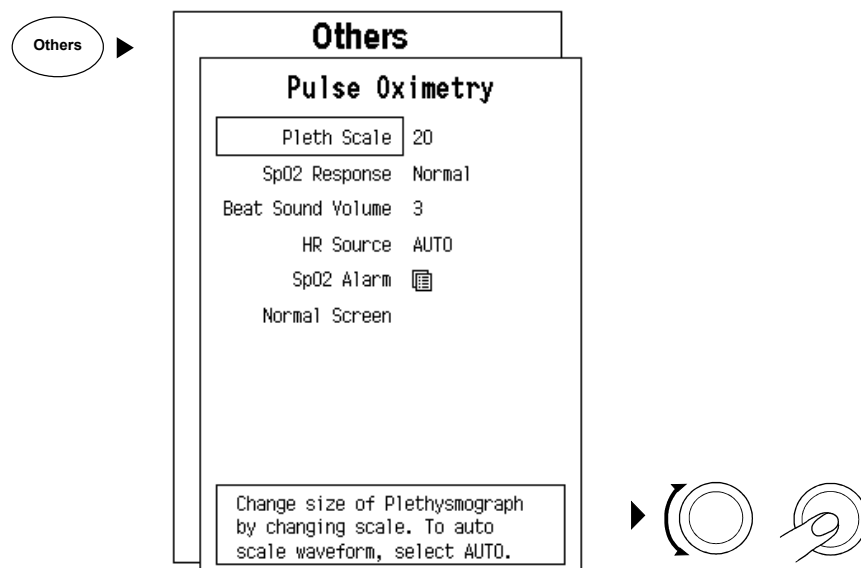 Others
Others
Pulse Oximetry
Pleth Scale 20
SpO2 Response Normal
Beat Sound Volume 3
HR Source AUTO
SpO2 Alarm
Normal Screen
Change size of Plethysmograph
by changing scale. To auto
scale waveform, select AUTO.